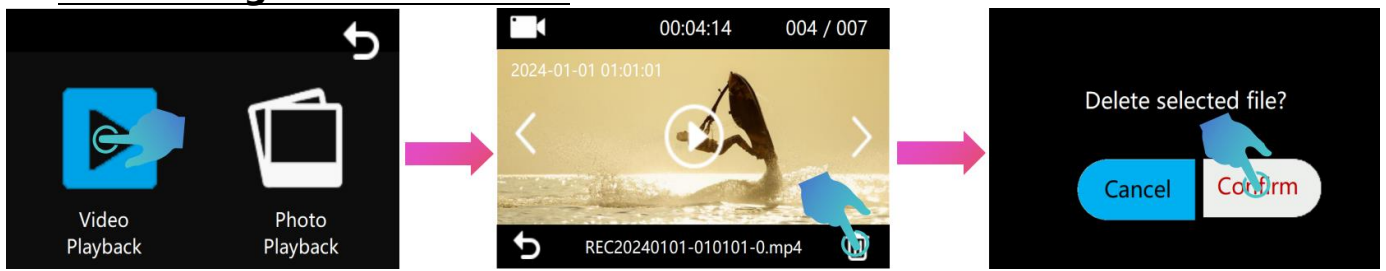 Video
Playback
Photo
Playback
00:04:14 004 / 007
2024-01-01 01:01:01
REC20240101-010101-0.mp4
Delete selected file?
Cancel
Confirm